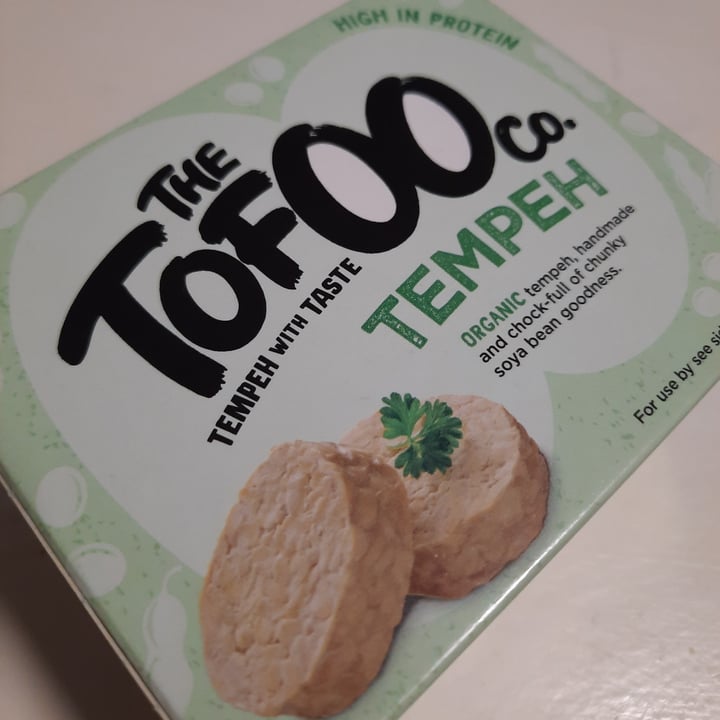 HIGH IN PROTEIN
THE
TOFOO
Co.
TEMPEH WITH TASTE
TEMPEH
ORGANIC tempeh, handmade
and chock-full of chunky
soya bean goodness.
For use by see